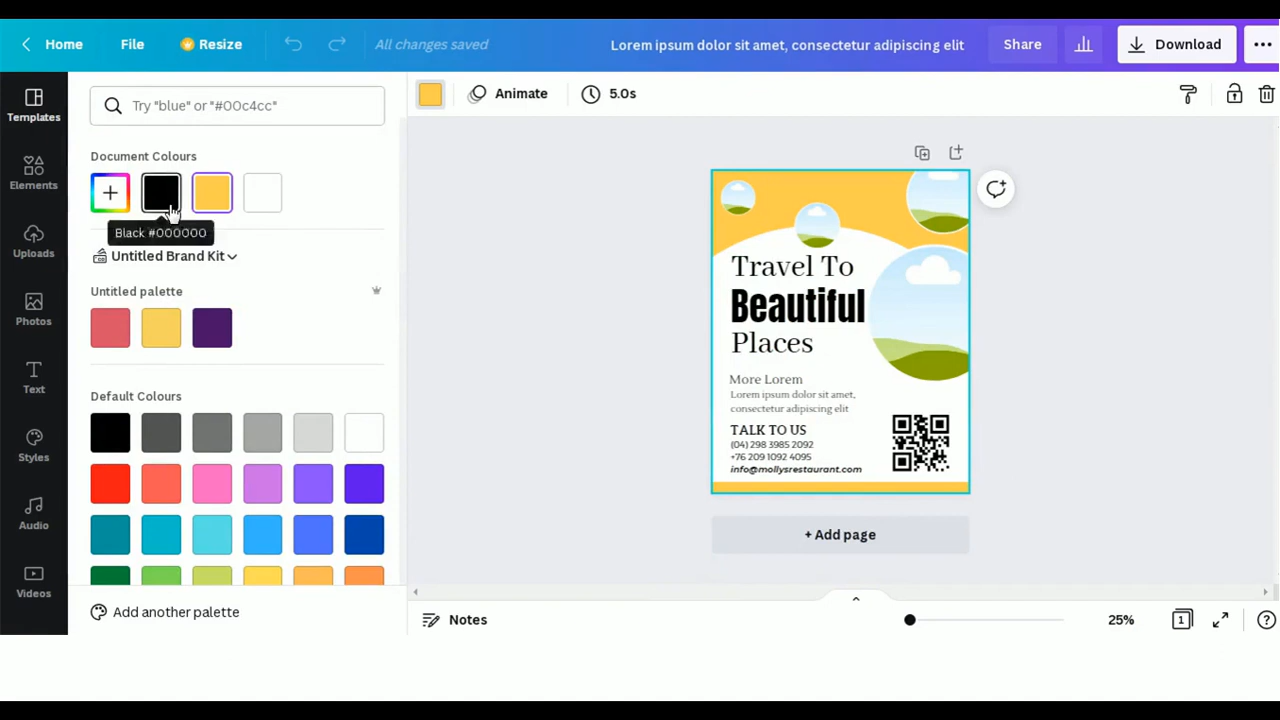 Home File Resize All changes saved Lorem ipsum dolor sit amet, consectetur adipiscing elit Share Download
Templates
Elements
Uploads
Photos
Text
Styles
Audio
Videos
Try "blue" or "#00c4cc"
Document Colours
Black #000000
Untitled Brand Kit
Untitled palette
Default Colours
Add another palette
Animate 5.0s
Travel To
Beautiful
Places
More Lorem
Lorem ipsum dolor sit amet,
consectetur adipiscing elit
TALK TO US
(04) 298 3985 2092
+76 209 1092 4095
info@mollysrestaurant.com
+ Add page
Notes 25% 1